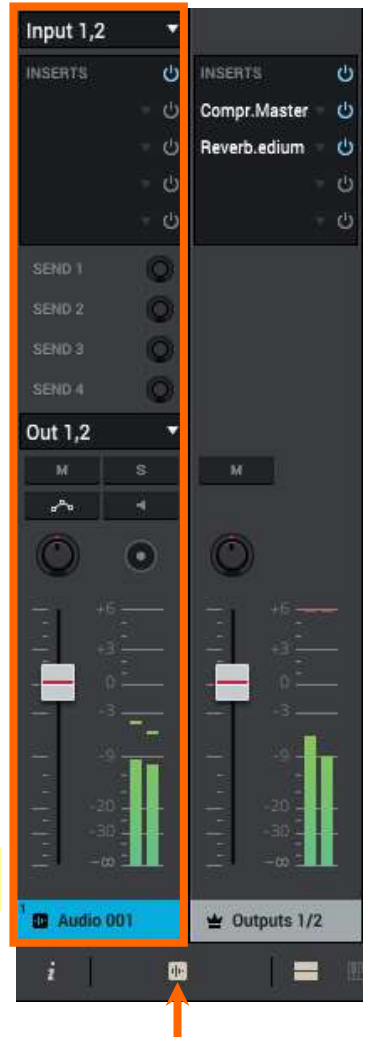 Input 1,2
INSERTS
SEND 1
SEND 2
SEND 3
SEND 4
Out 1,2
M S
+6
+3
0
-3
-9
-20
-30
-∞
1
Audio 001
INSERTS
Compr.Master
Reverb.edium
M
+6
+3
0
-3
-9
-20
-30
-∞
Outputs 1/2
i